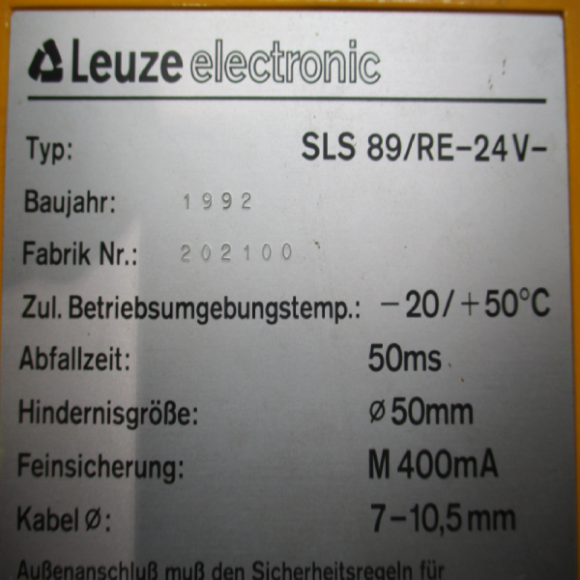 Leuze electronic
Typ: SLS 89/RE-24V-
Baujahr: 1992
Fabrik Nr.: 202100
Zul. Betriebsumgebungstemp.: -20/+50°C
Abfallzeit: 50ms
Hindernisgröße: ⌀50mm
Feinsicherung: M 400mA
Kabel ⌀: 7-10,5mm
Außenanschluß muß den Sicherheitsregeln für